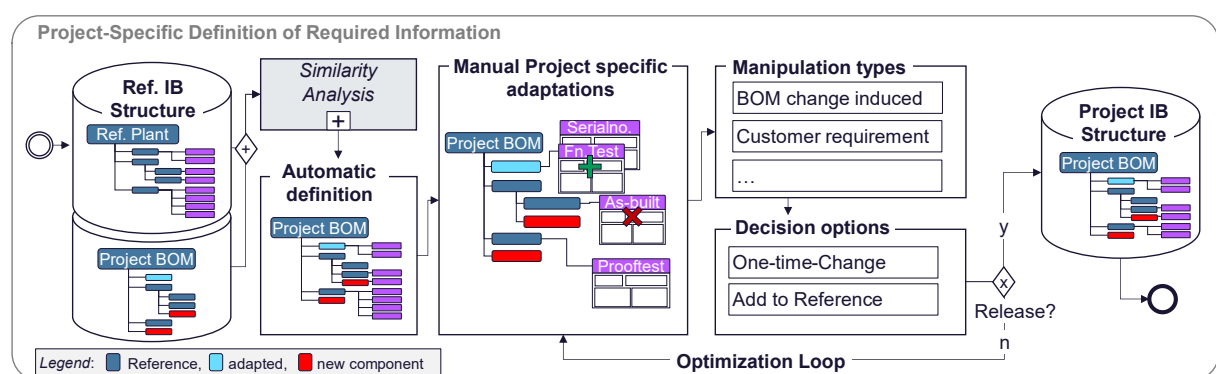 Project-Specific Definition of Required Information
Ref. IB
Structure
Ref. Plant
Project BOM
+
Similarity
Analysis
+
Automatic
definition
Project BOM
Manual Project specific
adaptations
Project BOM
Serialno.
Fn.Test
As-built
Prooftest
Manipulation types
BOM change induced
Customer requirement
...
Decision options
One-time-Change
Add to Reference
y
x
Release?
n
Project IB
Structure
Project BOM
Optimization Loop
Legend: Reference, adapted, new component